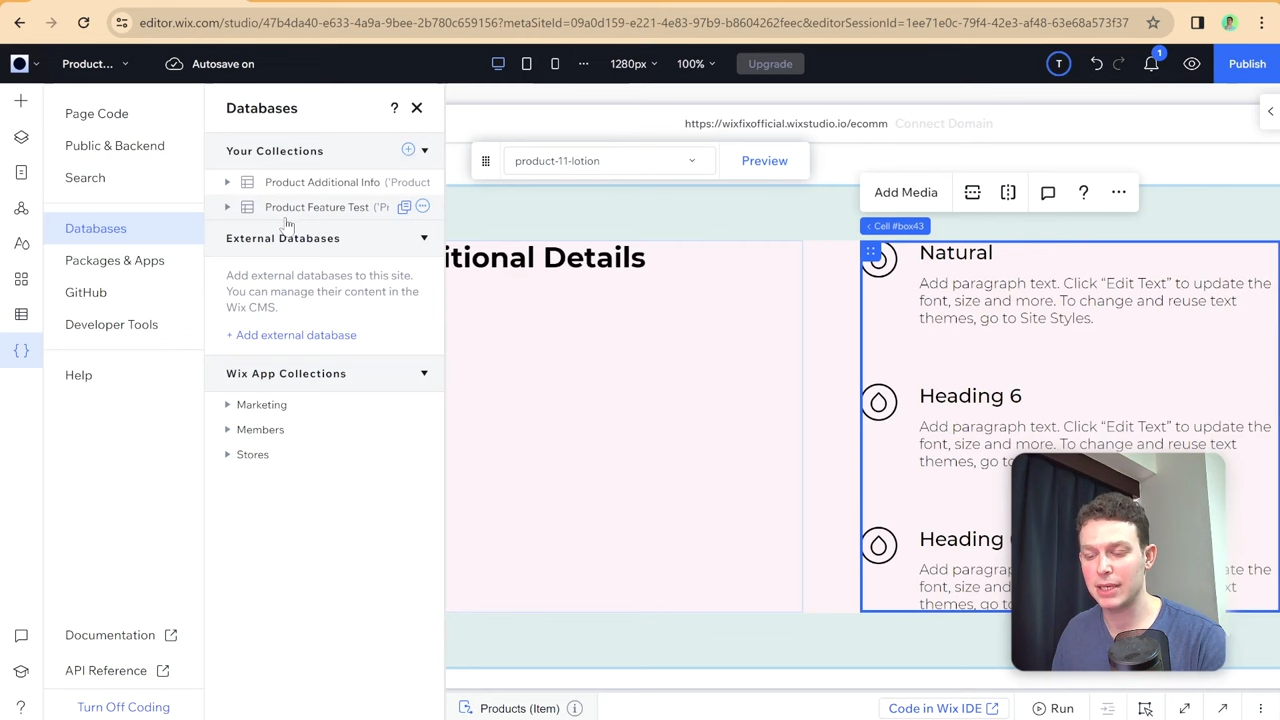 editor.wix.com/studio/47b4da40-e633-4a9a-9bee-2b780c659156?metaSiteId=09a0d159-e221-4e83-97b9-b8604262feec&editorSessionId=1ee71e0c-79f4-42e3-af48-63e68a573f37
Product...
Autosave on
1280px
100%
Upgrade
T
1
Publish
Page Code
Public & Backend
Search
Databases
Packages & Apps
GitHub
Developer Tools
Help
Documentation
API Reference
Turn Off Coding
Databases
?
Your Collections
Product Additional Info ('Product
Product Feature Test ('Pr
External Databases
Add external databases to this site.
You can manage their content in the
Wix CMS.
+ Add external database
Wix App Collections
Marketing
Members
Stores
https://wixfixofficial.wixstudio.io/ecomm
Connect Domain
product-11-lotion
Preview
Add Media
?
< Cell #box43
itional Details
Natural
Add paragraph text. Click “Edit Text” to update the
font, size and more. To change and reuse text
themes, go to Site Styles.
Heading 6
Add paragraph text. Click “Edit Text” to update the
font, size and more. To change and reuse text
themes, go to
Heading
Add paragra
ate the
font, size an
xt
themes, go to
Products (Item)
Code in Wix IDE
Run
?